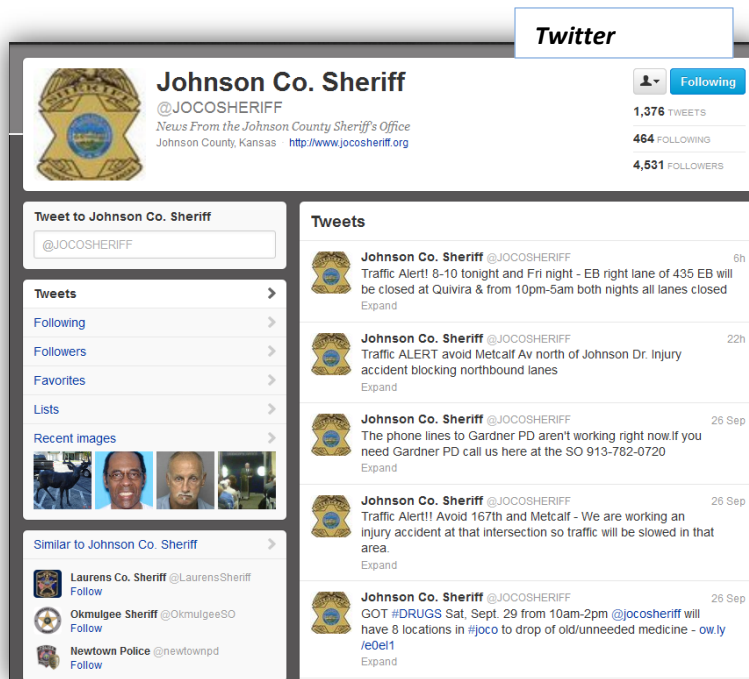 Twitter
Johnson Co. Sheriff
@JOCOSHERIFF
News From the Johnson County Sheriff's Office
Johnson County, Kansas · http://www.jocosheriff.org
Following
1,376 TWEETS
464 FOLLOWING
4,531 FOLLOWERS
Tweet to Johnson Co. Sheriff
@JOCOSHERIFF
Tweets
Following
Followers
Favorites
Lists
Recent images
Similar to Johnson Co. Sheriff
Laurens Co. Sheriff @LaurensSheriff
Follow
Okmulgee Sheriff @OkmulgeeSO
Follow
Newtown Police @newtownpd
Follow
Tweets
Johnson Co. Sheriff @JOCOSHERIFF 6h
Traffic Alert! 8-10 tonight and Fri night - EB right lane of 435 EB will
be closed at Quivira & from 10pm-5am both nights all lanes closed
Expand
Johnson Co. Sheriff @JOCOSHERIFF 22h
Traffic ALERT avoid Metcalf Av north of Johnson Dr. Injury
accident blocking northbound lanes
Expand
Johnson Co. Sheriff @JOCOSHERIFF 26 Sep
The phone lines to Gardner PD aren't working right now.If you
need Gardner PD call us here at the SO 913-782-0720
Expand
Johnson Co. Sheriff @JOCOSHERIFF 26 Sep
Traffic Alert!! Avoid 167th and Metcalf - We are working an
injury accident at that intersection so traffic will be slowed in that
area.
Expand
Johnson Co. Sheriff @JOCOSHERIFF 26 Sep
GOT #DRUGS Sat, Sept. 29 from 10am-2pm @jocosheriff will
have 8 locations in #joco to drop of old/unneeded medicine - ow.ly
/e0el1
Expand
SHERIFF